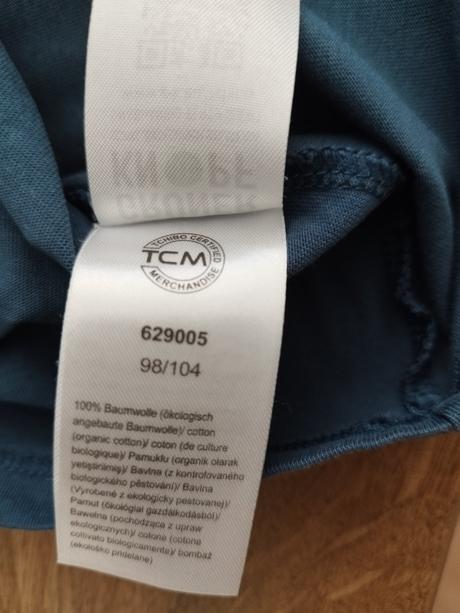 GRÜNER
KNOPF
TCHIBO CERTIFIED
TCM
MERCHANDISE
629005
98/104
100% Baumwolle (ökologisch
angebaute Baumwolle)/ cotton
(organic cotton)/ coton (de culture
biologique)/ Pamuklu (organik olarak
yetiştirilmiş)/ Bavlna (z kontrolovaného
biologického pěstování)/ Bavlna
(Vyrobené z ekologicky pestovanej)/
Pamut (ökológiai gazdálkodásból)/
Bawełna (pochodząca z upraw
ekologicznych)/ cotone (cotone
coltivato biologicamente)/ bombaž
(ekološko pridelane)